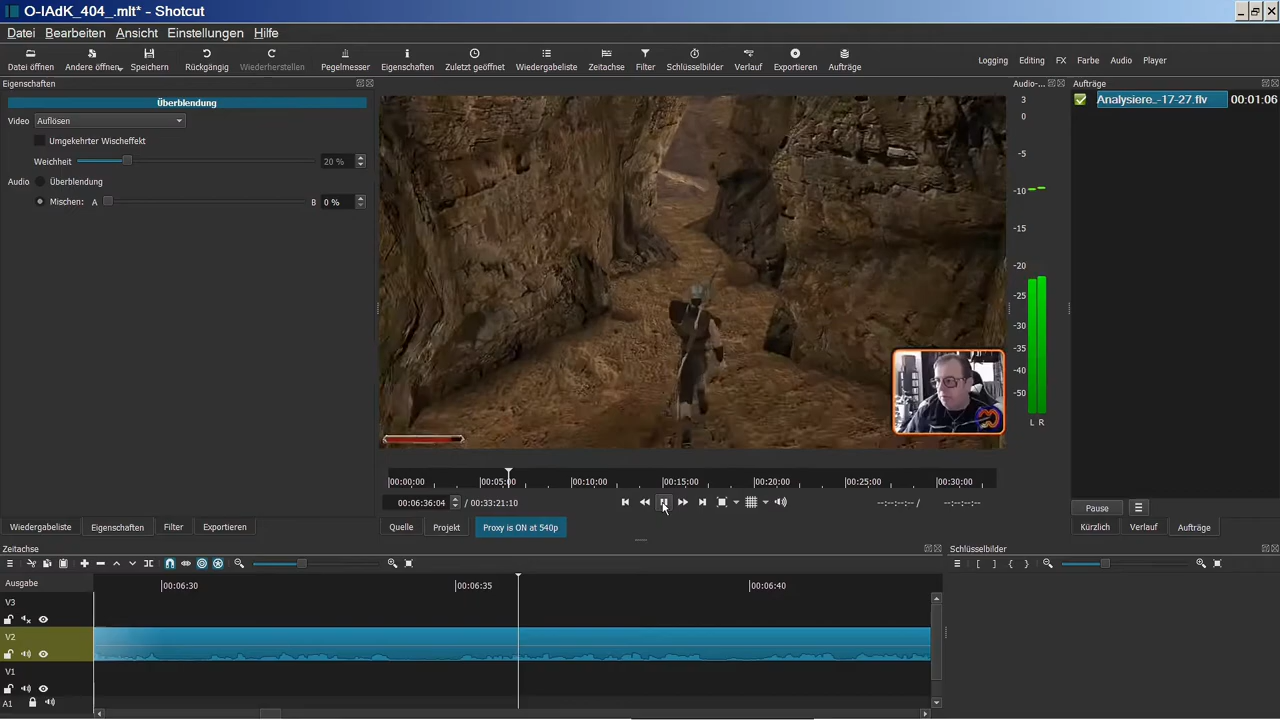 O-IAdK_404_.mlt* - Shotcut
Datei Bearbeiten Ansicht Einstellungen Hilfe
Datei öffnen Andere öffnen Speichern Rückgängig Wiederherstellen Pegelmesser Eigenschaften Zuletzt geöffnet Wiedergabeliste Zeitachse Filter Schlüsselbilder Verlauf Exportieren Aufträge Logging Editing FX Farbe Audio Player
Eigenschaften Audio-... Aufträge
Überblendung
Analysiere..-17-27.flv 00:01:06
Video Auflösen
Umgekehrter Wischeffekt
Weichheit 20 %
Audio Überblendung
Mischen: A B 0 %
3
0
-5
-10
-15
-20
-25
-30
-35
-40
-50
L R
00:00:00 00:05:00 00:10:00 00:15:00 00:20:00 00:25:00 00:30:00
00:06:36:04 / 00:33:21:10 --:--:--:-- / --:--:--:--
Pause
Wiedergabeliste Eigenschaften Filter Exportieren Quelle Projekt Proxy is ON at 540p Kürzlich Verlauf Aufträge
Zeitachse Schlüsselbilder
Ausgabe 00:06:30 00:06:35 00:06:40
V3
V2
V1
A1